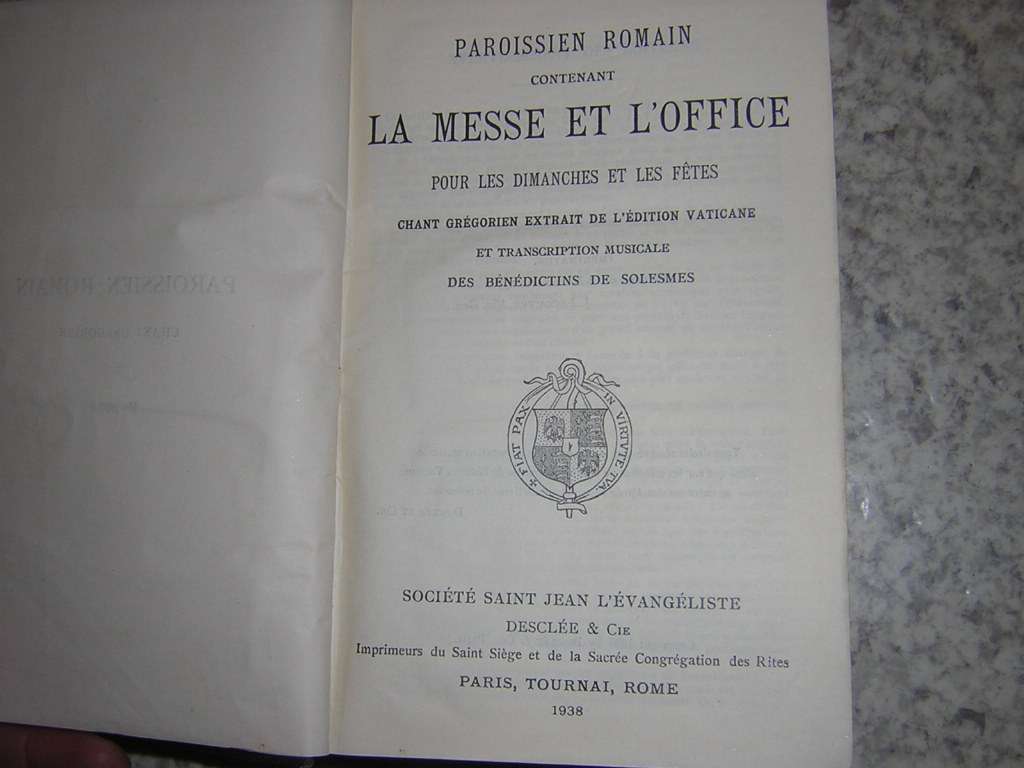 PAROISSIEN ROMAIN
CONTENANT
LA MESSE ET L'OFFICE
POUR LES DIMANCHES ET LES FÊTES
CHANT GRÉGORIEN EXTRAIT DE L'ÉDITION VATICANE
ET TRANSCRIPTION MUSICALE
DES BÉNÉDICTINS DE SOLESMES
FIAT PAX IN VIRTVTE TVA
SOCIÉTÉ SAINT JEAN L'ÉVANGÉLISTE
DESCLÉE & CIE
Imprimeurs du Saint Siège et de la Sacrée Congrégation des Rites
PARIS, TOURNAI, ROME
1938